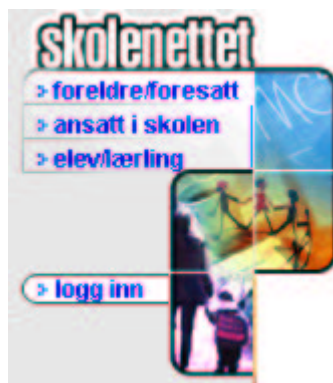 skolenettet
> foreldre/foresatt
> ansatt i skolen
> elev/lærling
> logg inn